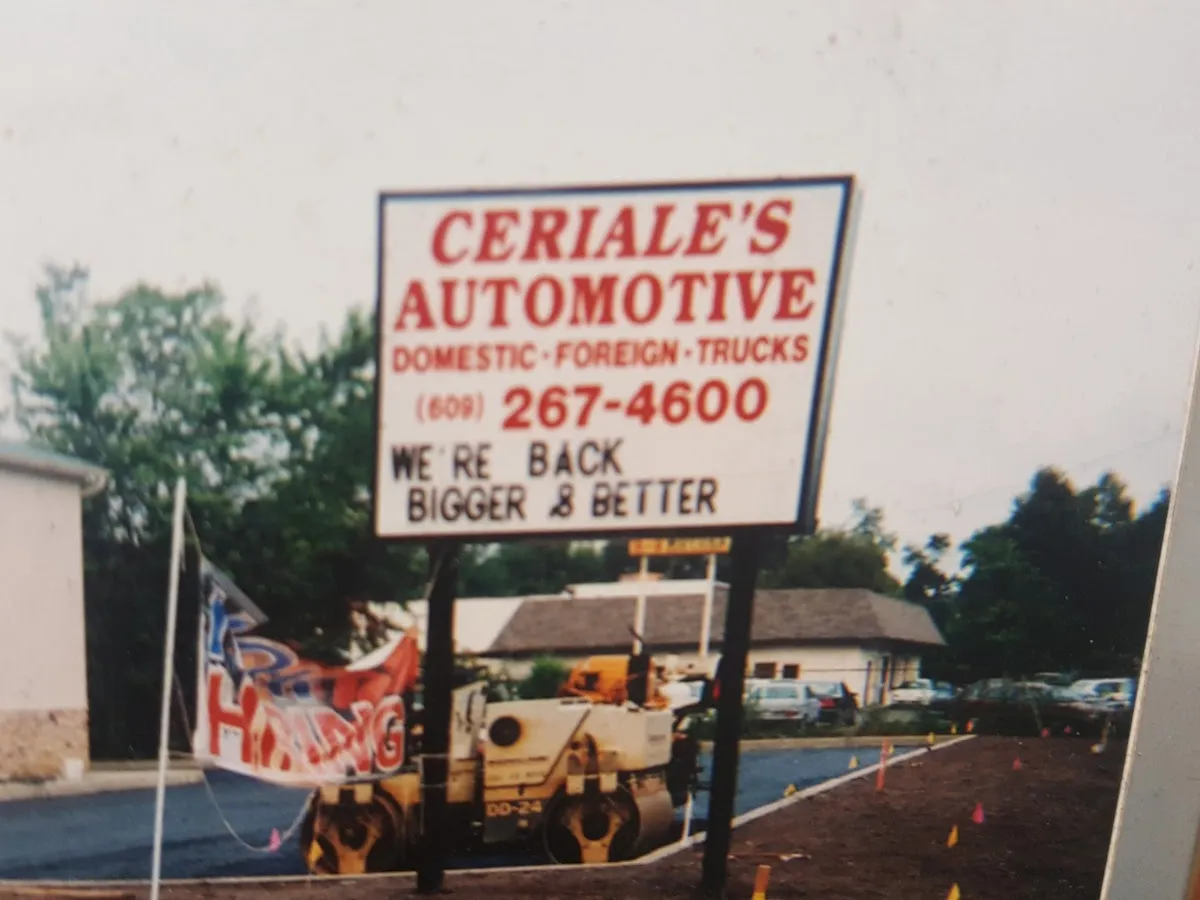 CERIALE'S
AUTOMOTIVE
DOMESTIC · FOREIGN · TRUCKS
(609) 267-4600
WE'RE BACK
BIGGER & BETTER
DD-24